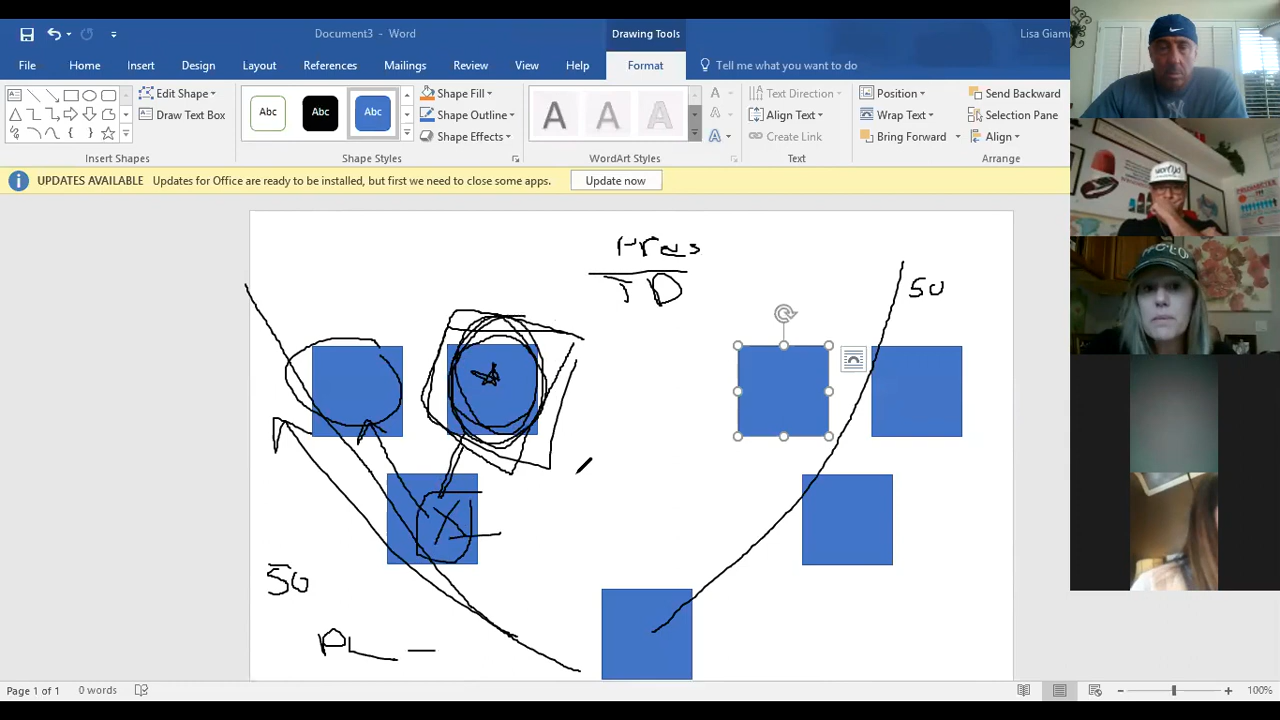 Document3 - Word
Drawing Tools
Lisa Giam
File Home Insert Design Layout References Mailings Review View Help Format Tell me what you want to do
Edit Shape
Draw Text Box
Insert Shapes
Abc Abc Abc
Shape Fill
Shape Outline
Shape Effects
Shape Styles
A A A
WordArt Styles
Text Direction
Align Text
Create Link
Text
Position
Wrap Text
Bring Forward
Send Backward
Selection Pane
Align
Arrange
UPDATES AVAILABLE Updates for Office are ready to be installed, but first we need to close some apps. Update now
Pres
TD
50
X
50
PL -
Page 1 of 1 0 words
100%